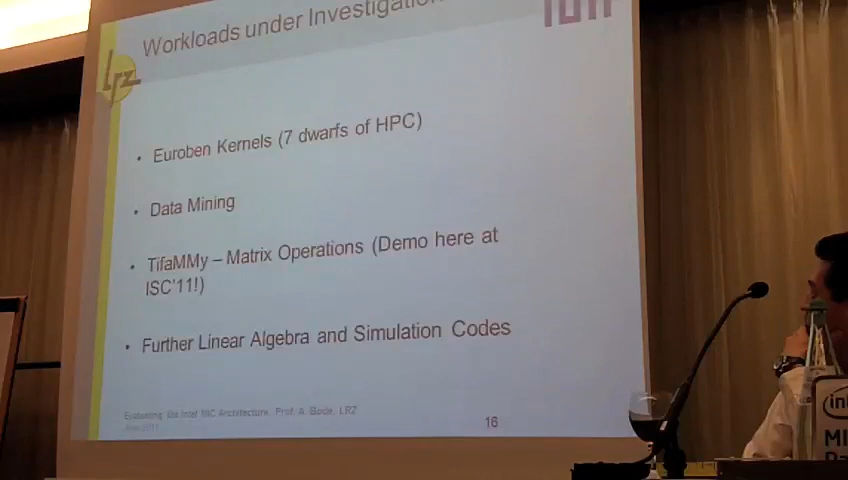 Workloads under Investigation
TUM
lrz
• Euroben Kernels (7 dwarfs of HPC)
• Data Mining
• TifaMMy – Matrix Operations (Demo here at
ISC'11!)
• Further Linear Algebra and Simulation Codes
Evaluating the Intel MIC Architecture, Prof. A. Bode, LRZ
16